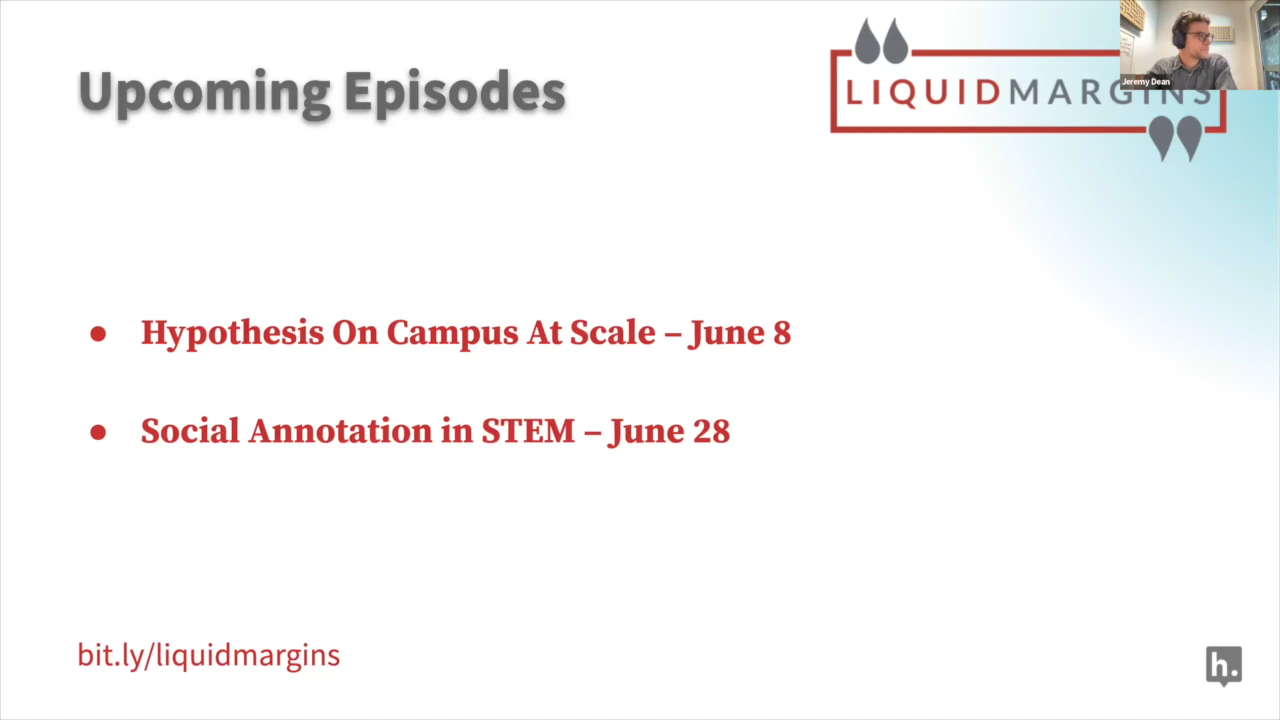 Upcoming Episodes
LIQUIDMARGINS
Jeremy Dean
● Hypothesis On Campus At Scale – June 8
● Social Annotation in STEM – June 28
bit.ly/liquidmargins
h.